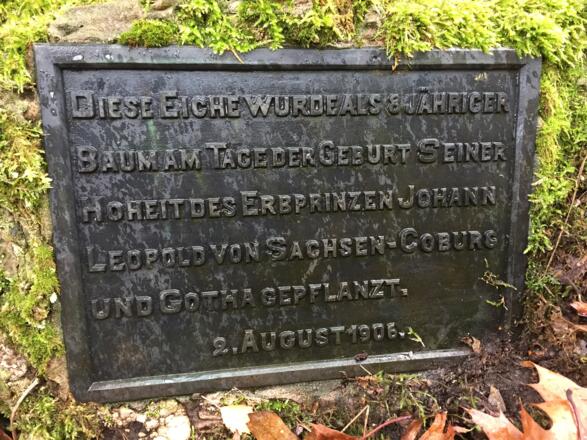 DIESE EICHE WURDE ALS 8 JÄHRIGER
BAUM AM TAGE DER GEBURT SEINER
HOHEIT DES ERBPRINZEN JOHANN
LEOPOLD VON SACHSEN-COBURG
UND GOTHA GEPFLANZT.
2. AUGUST 1906.